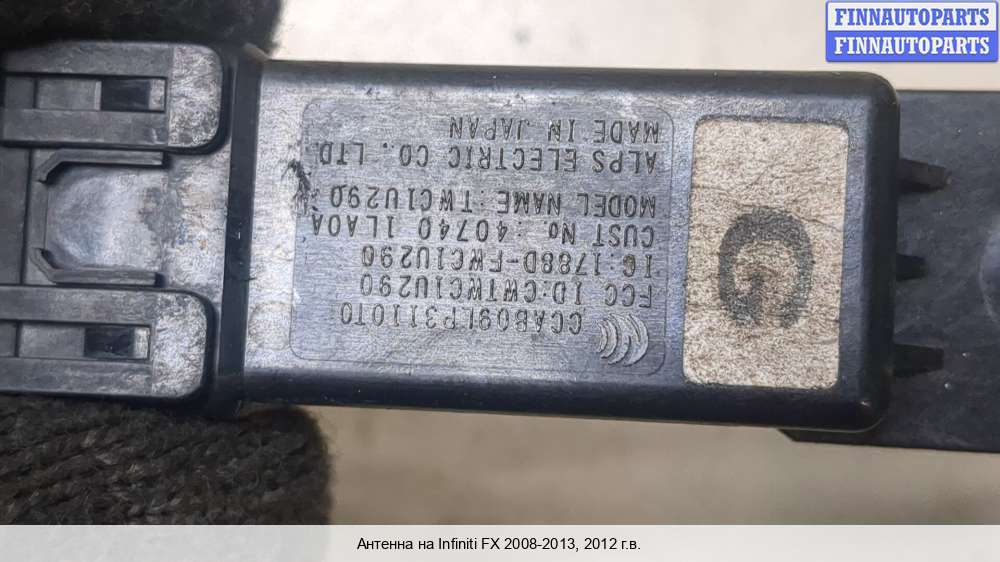 FINNAUTOPARTS
FINNAUTOPARTS
CCAB09LP3110T0
FCC ID:CWTWC1U290
IC:1788D-FWC1U290
CUST No.:40740 1LA0A
MODEL NAME:TWC1U290
ALPS ELECTRIC CO., LTD.
MADE IN JAPAN
G
Антенна на Infiniti FX 2008-2013, 2012 г.в.